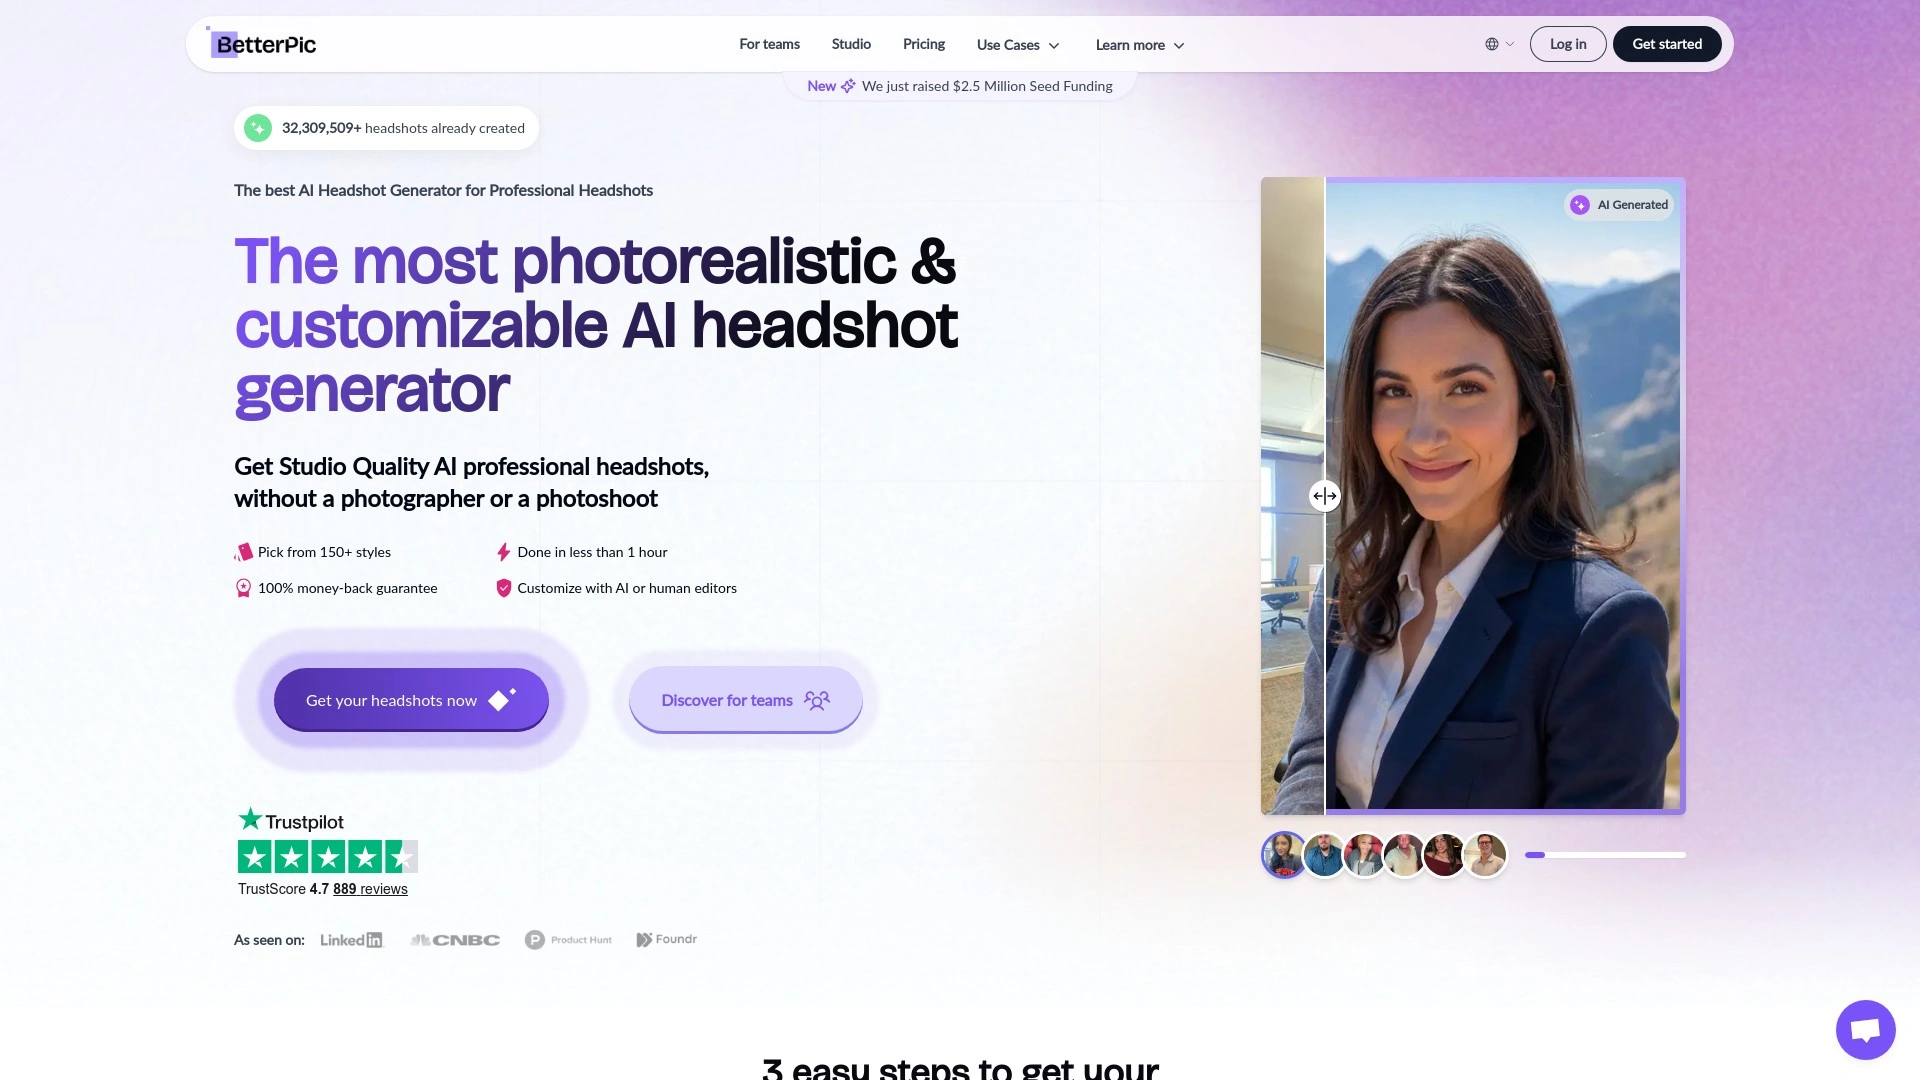 BetterPic
For teams
Studio
Pricing
Use Cases
Learn more
Log in
Get started
New We just raised $2.5 Million Seed Funding
32,309,509+ headshots already created
The best AI Headshot Generator for Professional Headshots
The most photorealistic &
customizable AI headshot
generator
Get Studio Quality AI professional headshots,
without a photographer or a photoshoot
Pick from 150+ styles
Done in less than 1 hour
100% money-back guarantee
Customize with AI or human editors
Get your headshots now
Discover for teams
Trustpilot
TrustScore 4.7 889 reviews
As seen on: LinkedIn CNBC Product Hunt Foundr
AI Generated
3 easy steps to get your